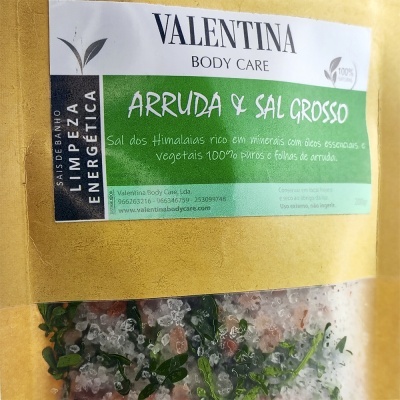 VALENTINA
BODY CARE
100%
SAIS DE BANHO
LIMPEZA
ENERGÉTICA
ARRUDA & SAL GROSSO
Sal dos Himalaias rico em minerais com óleos essenciais e
vegetais 100% puros e folhas de arruda.
Valentina Body Care, Lda.
www.valentinabodycare.com